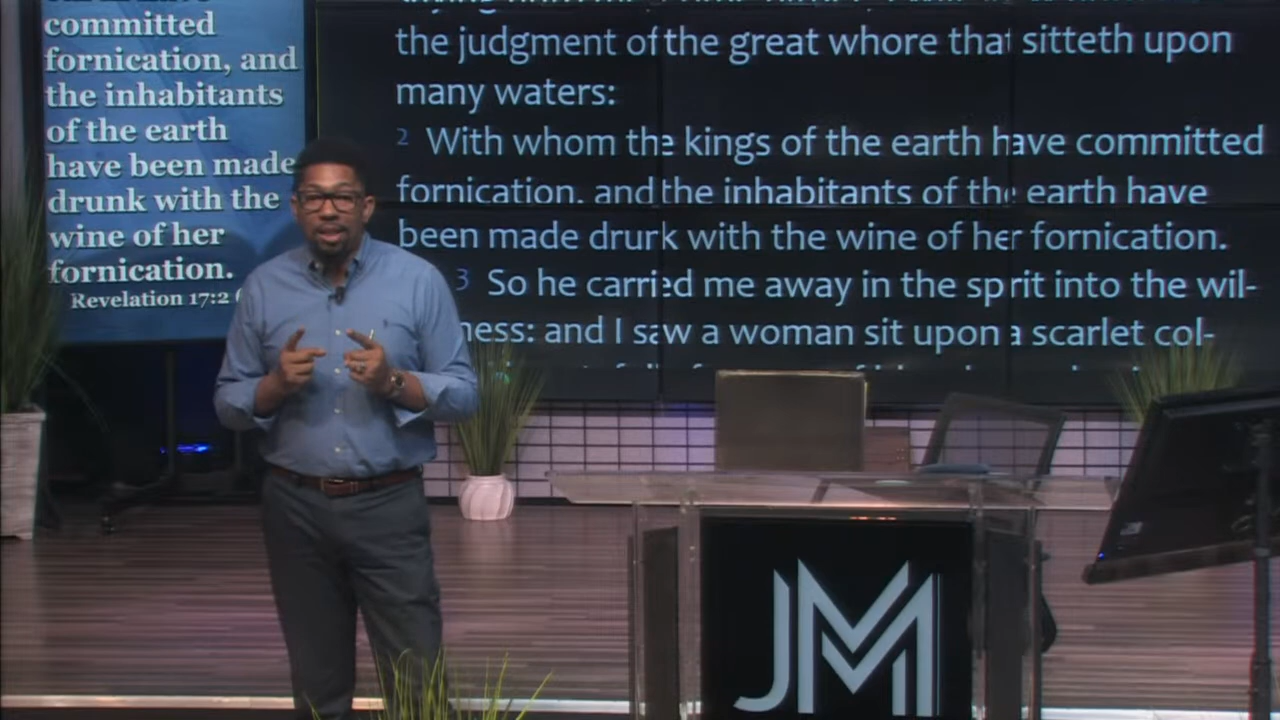 committed
fornication, and
the inhabitants
of the earth
have been made
drunk with the
wine of her
fornication.
Revelation 17:2
the judgment of the great whore that sitteth upon
many waters:
2 With whom the kings of the earth have committed
fornication, and the inhabitants of the earth have
been made drunk with the wine of her fornication.
3 So he carried me away in the spirit into the wil-
ness: and I saw a woman sit upon a scarlet col-
JM